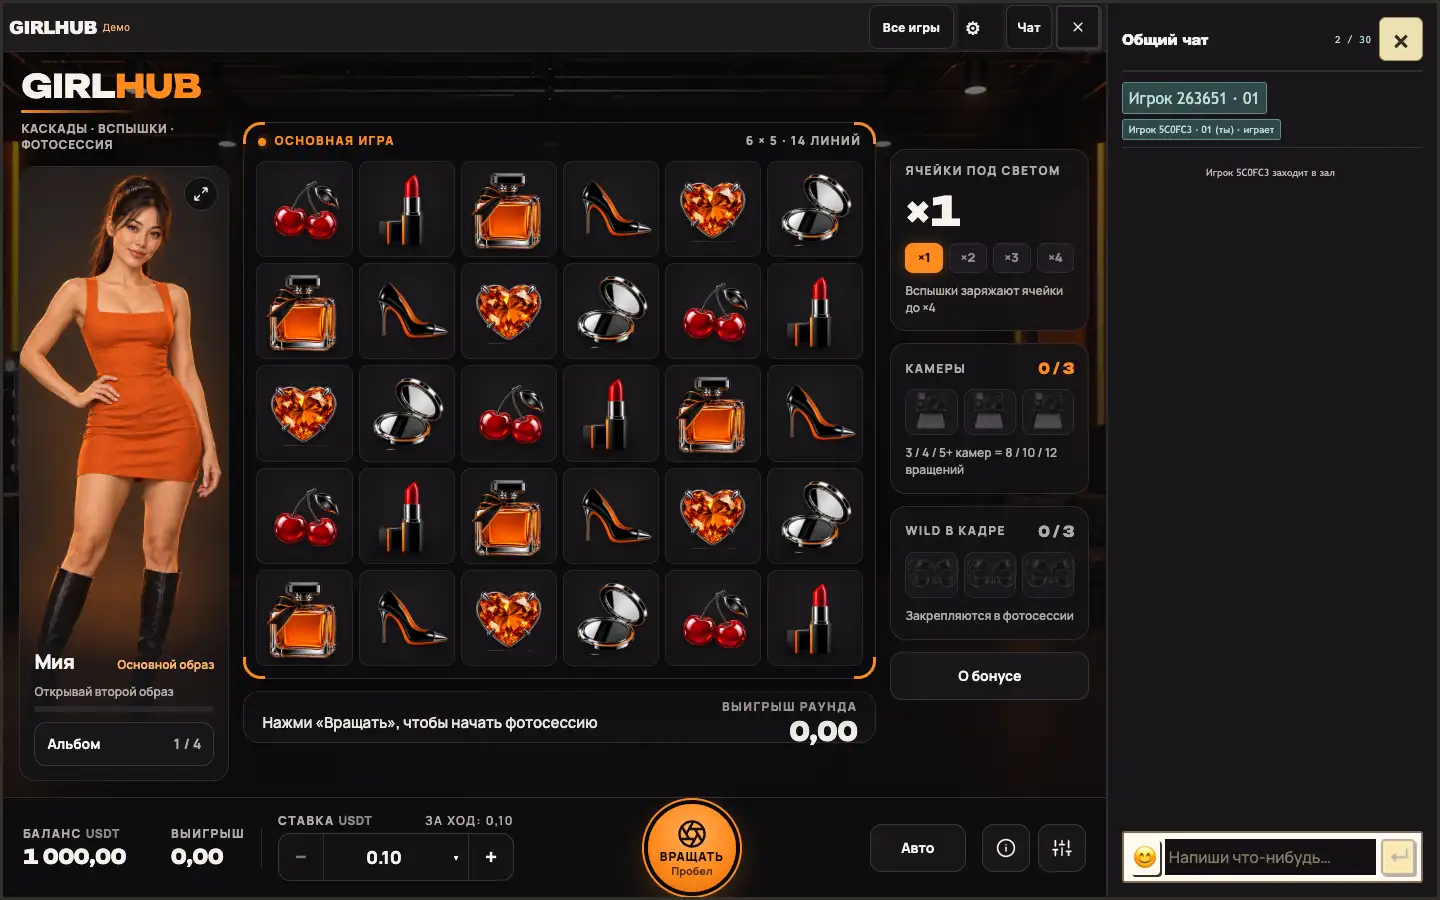 GIRLHUB Демо
Все игры
Чат
×
GIRLHUB
КАСКАДЫ · ВСПЫШКИ ·
ФОТОСЕССИЯ
ОСНОВНАЯ ИГРА
6 × 5 · 14 ЛИНИЙ
Мия
Основной образ
Открывай второй образ
Альбом
1 / 4
ЯЧЕЙКИ ПОД СВЕТОМ
×1
×1
×2
×3
×4
Вспышки заряжают ячейки
до ×4
КАМЕРЫ
0/3
3 / 4 / 5+ камер = 8 / 10 / 12
вращений
WILD В КАДРЕ
0/3
Закрепляются в фотосессии
О бонусе
Нажми «Вращать», чтобы начать фотосессию
ВЫИГРЫШ РАУНДА
0,00
БАЛАНС USDT
1 000,00
ВЫИГРЫШ
0,00
СТАВКА USDT
ЗА ХОД: 0,10
−
0.10
+
ВРАЩАТЬ
Пробел
Авто
Общий чат
2 / 30
×
Игрок 263651 · 01
Игрок 5C0FC3 · 01 (ты) · играет
Игрок 5C0FC3 заходит в зал
Напиши что-нибудь...